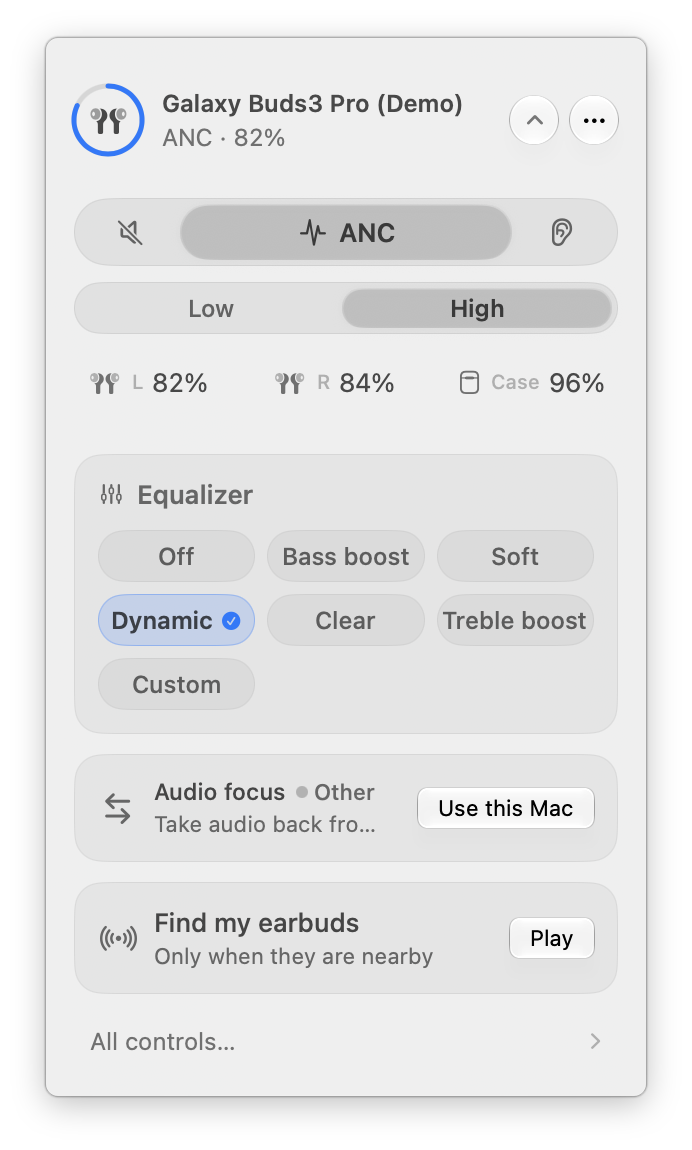 Galaxy Buds3 Pro (Demo)
ANC · 82%
ANC
Low High
L 82% R 84% Case 96%
Equalizer
Off Bass boost Soft
Dynamic Clear Treble boost
Custom
Audio focus Other
Take audio back fro...
Use this Mac
Find my earbuds
Only when they are nearby
Play
All controls...